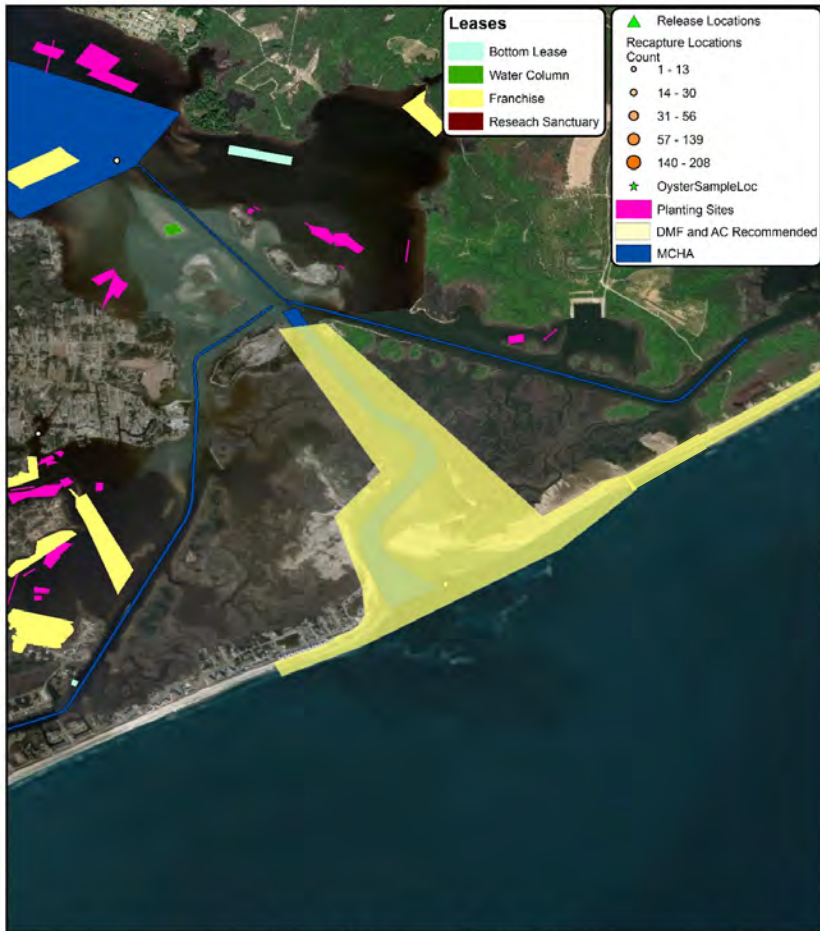 Leases
Bottom Lease
Water Column
Franchise
Reseach Sanctuary
Release Locations
Recapture Locations
Count
1 - 13
14 - 30
31 - 56
57 - 139
140 - 208
OysterSampleLoc
Planting Sites
DMF and AC Recommended
MCHA